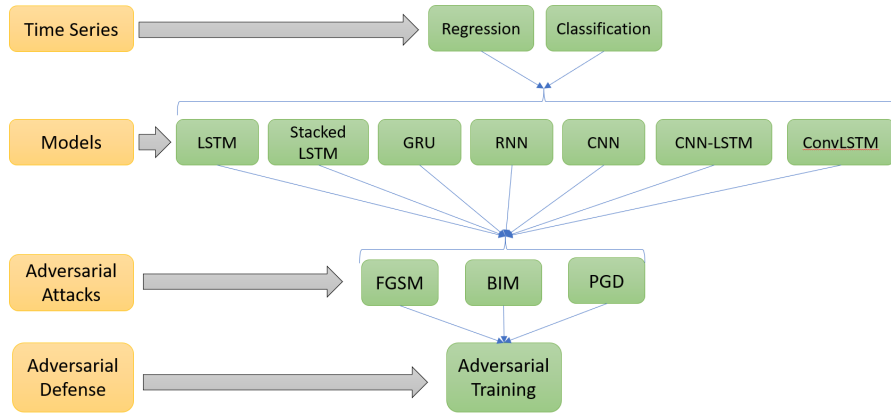 Time Series
Regression
Classification
Models
LSTM
Stacked
LSTM
GRU
RNN
CNN
CNN-LSTM
ConvLSTM
Adversarial
Attacks
FGSM
BIM
PGD
Adversarial
Defense
Adversarial
Training